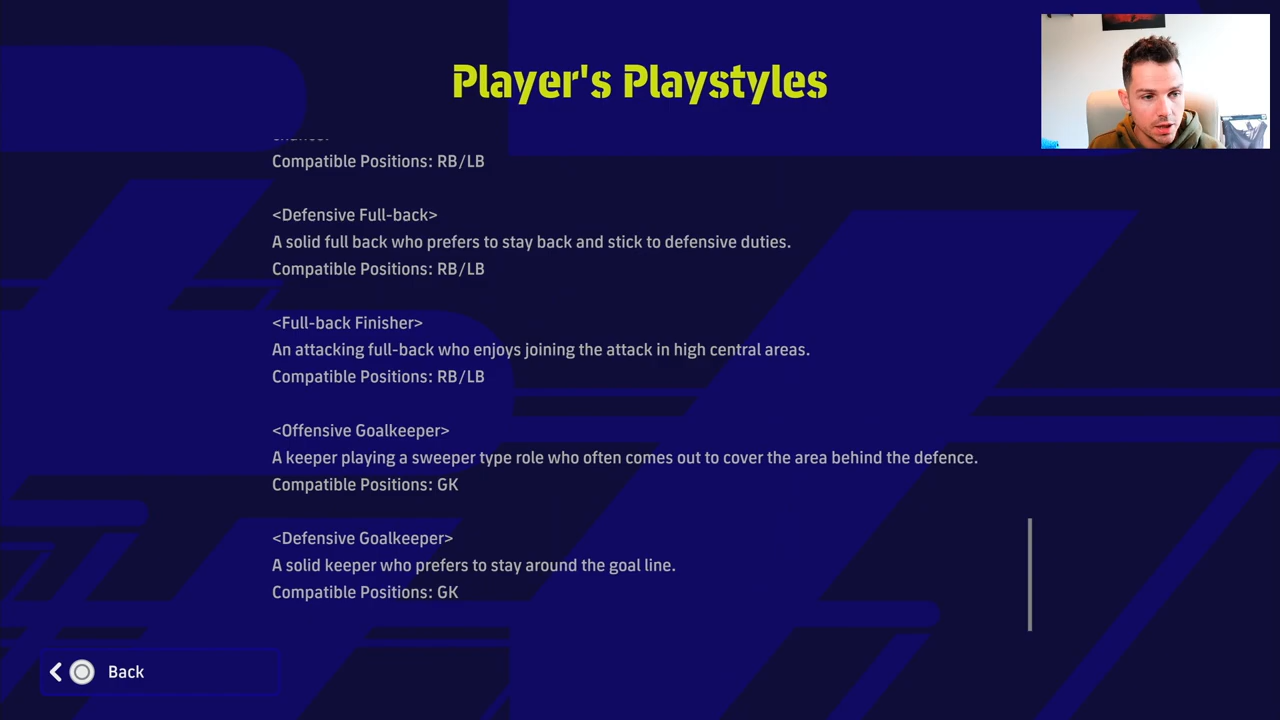 Player's Playstyles
Compatible Positions: RB/LB
<Defensive Full-back>
A solid full back who prefers to stay back and stick to defensive duties.
Compatible Positions: RB/LB
<Full-back Finisher>
An attacking full-back who enjoys joining the attack in high central areas.
Compatible Positions: RB/LB
<Offensive Goalkeeper>
A keeper playing a sweeper type role who often comes out to cover the area behind the defence.
Compatible Positions: GK
<Defensive Goalkeeper>
A solid keeper who prefers to stay around the goal line.
Compatible Positions: GK
Back